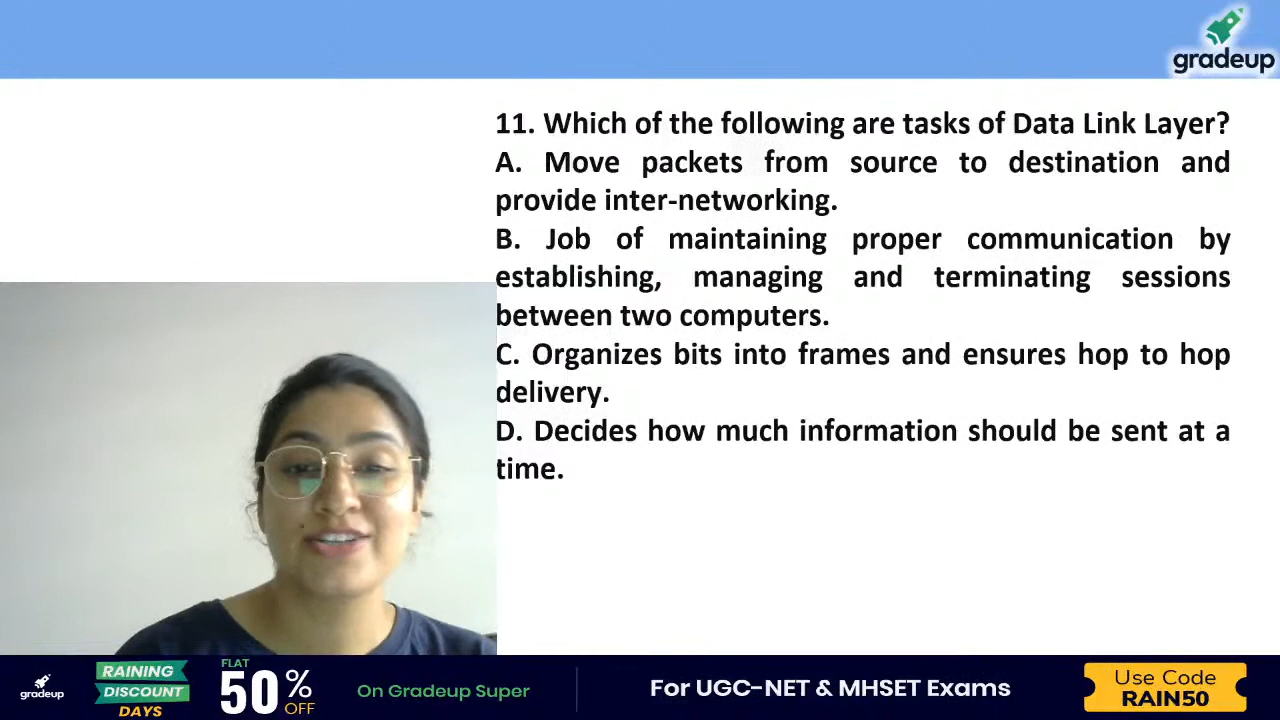 gradeup
11. Which of the following are tasks of Data Link Layer?
A. Move packets from source to destination and
provide inter-networking.
B. Job of maintaining proper communication by
establishing, managing and terminating sessions
between two computers.
C. Organizes bits into frames and ensures hop to hop
delivery.
D. Decides how much information should be sent at a
time.
gradeup
RAINING
DISCOUNT
DAYS
FLAT
50%
OFF
On Gradeup Super
For UGC-NET & MHSET Exams
Use Code
RAIN50